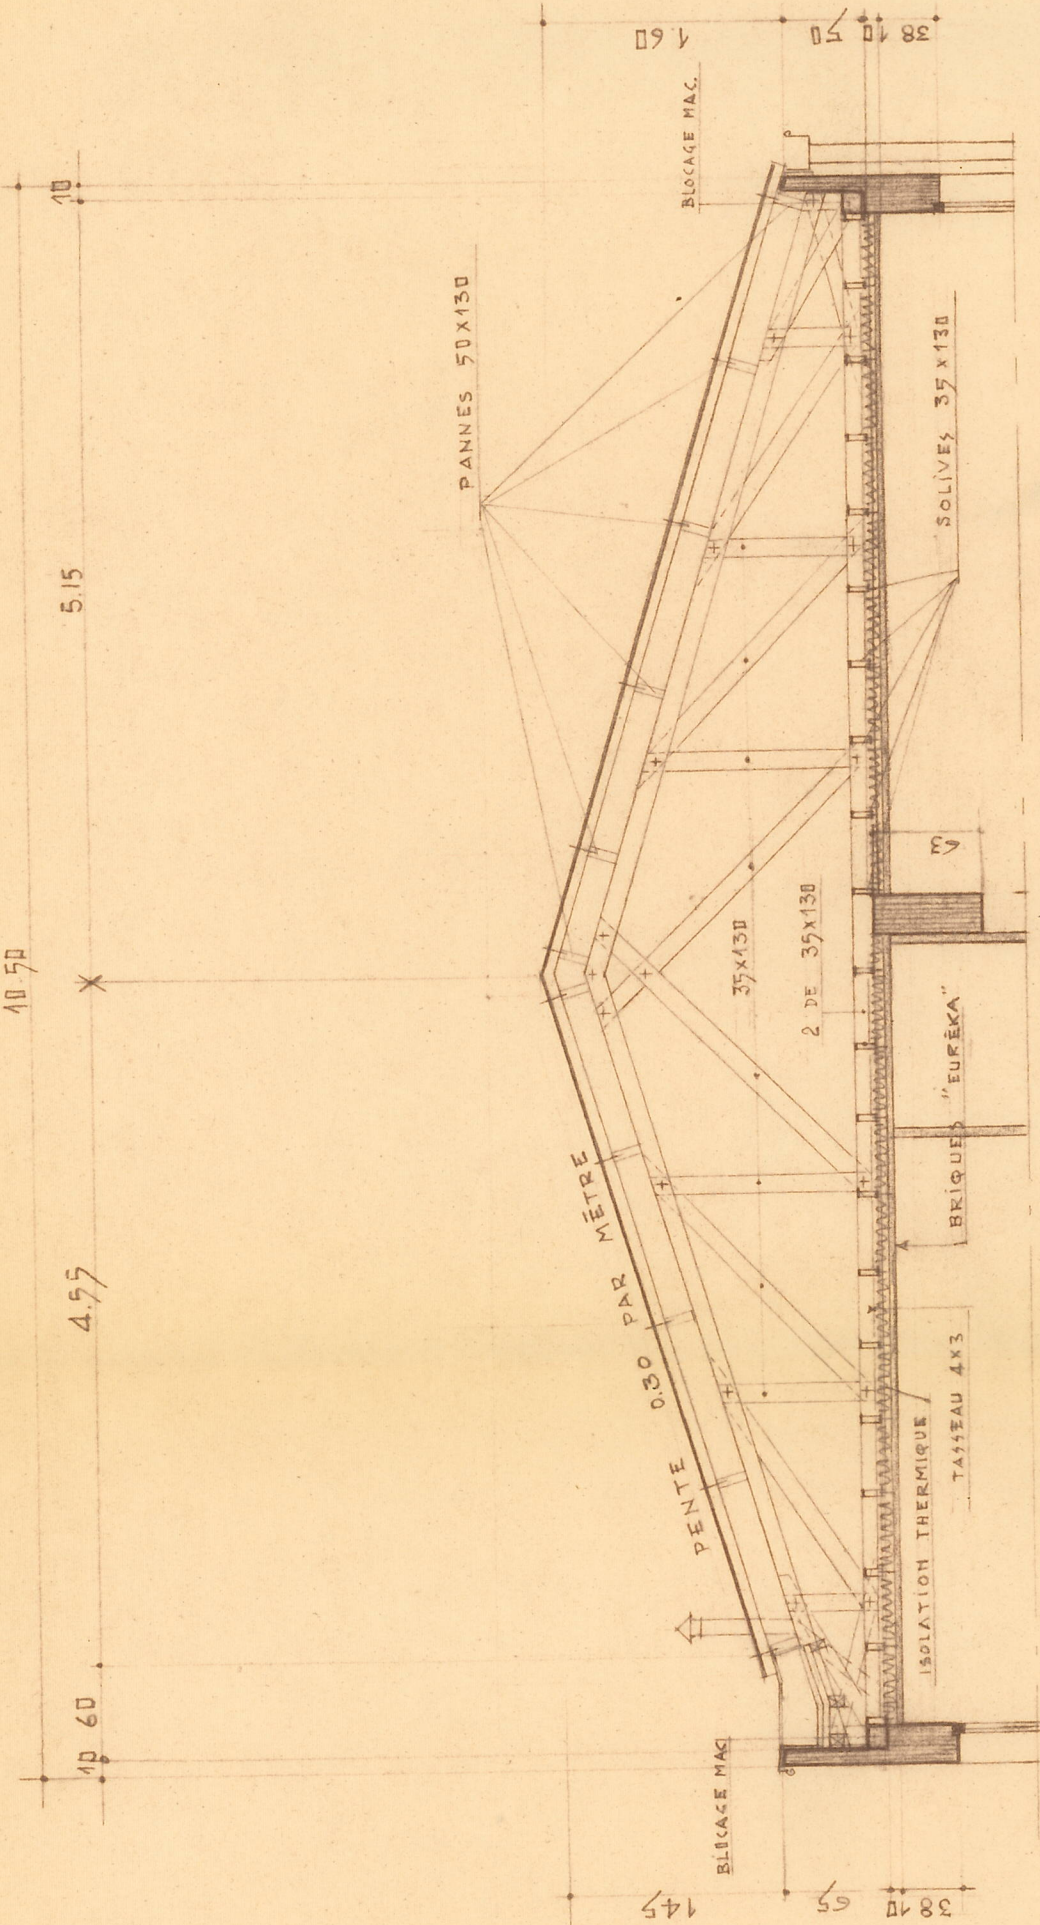 10.50
10 60
4.55
5.15
10
PENTE 0.30 PAR MÈTRE
PANNES 50x130
BLOCAGE MAC
BLOCAGE MAC.
145
65
10
38
1.60
50
10
38
35x130
2 DE 35x130
SOLIVES 35x130
ISOLATION THERMIQUE
TASSEAU 4x3
BRIQUES "EURÉKA"